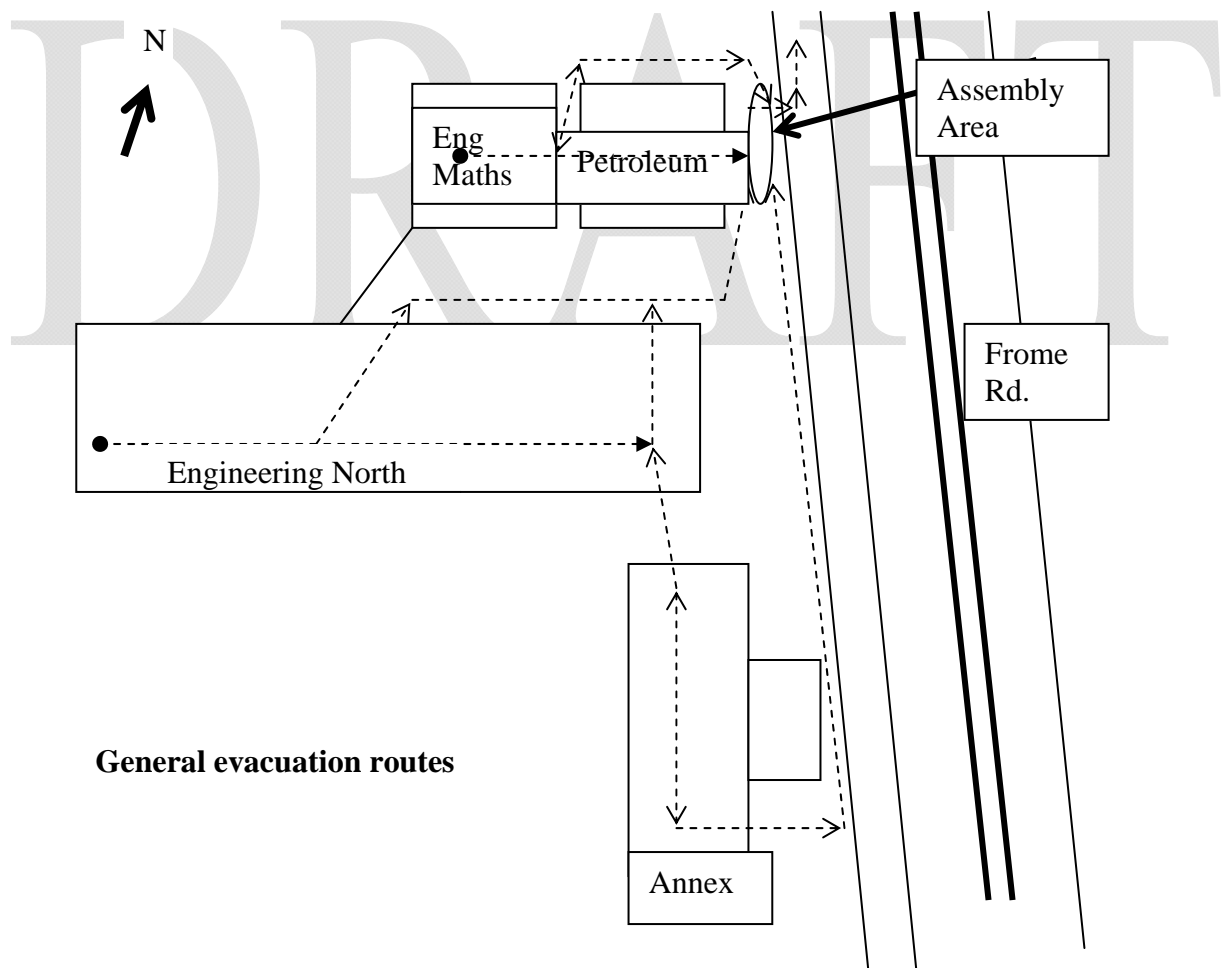 DRAFT
N
Assembly
Area
Eng
Maths
Petroleum
Frome
Rd.
Engineering North
General evacuation routes
Annex